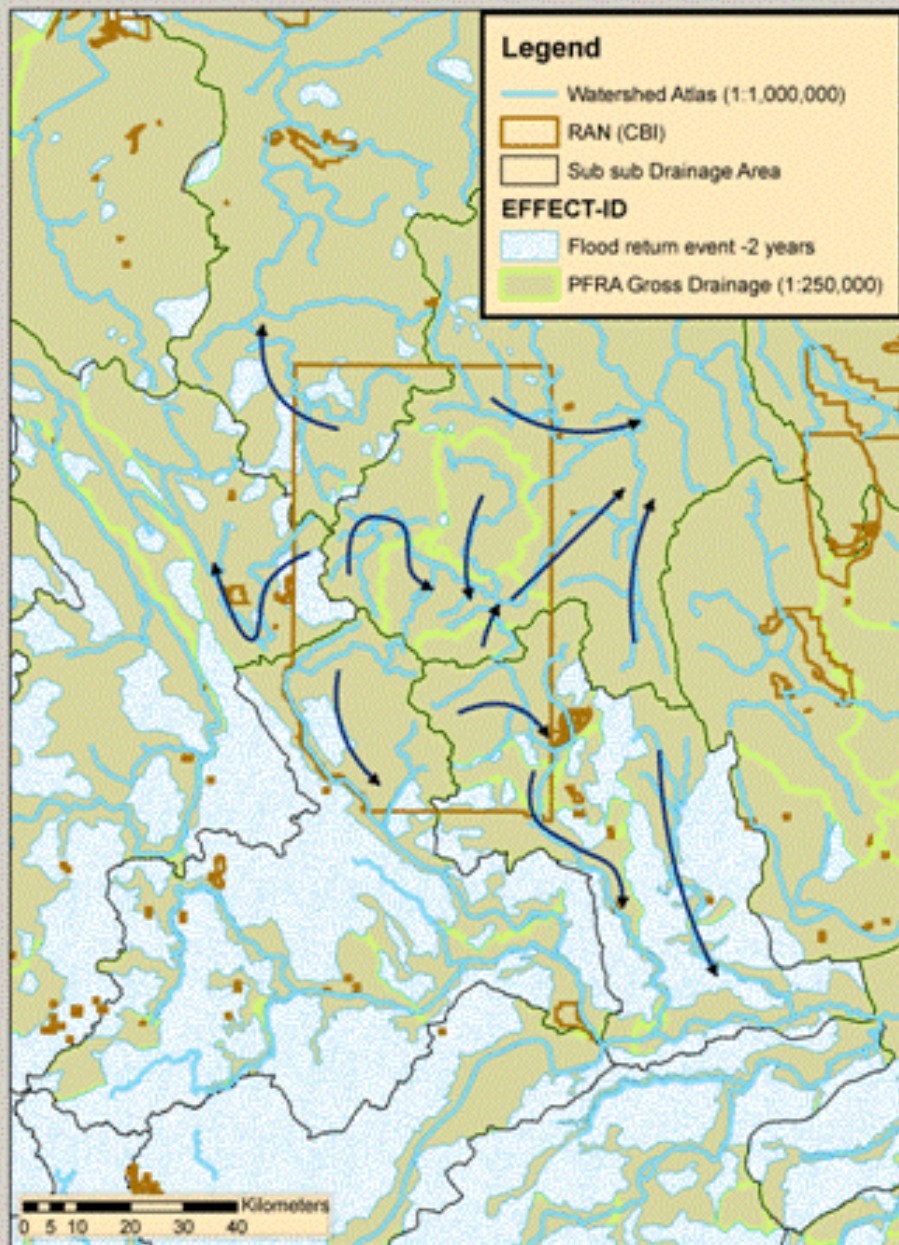 Legend
Watershed Atlas (1:1,000,000)
RAN (CBI)
Sub sub Drainage Area
EFFECT-ID
Flood return event -2 years
PFRA Gross Drainage (1:250,000)
Kilometers
0 5 10 20 30 40